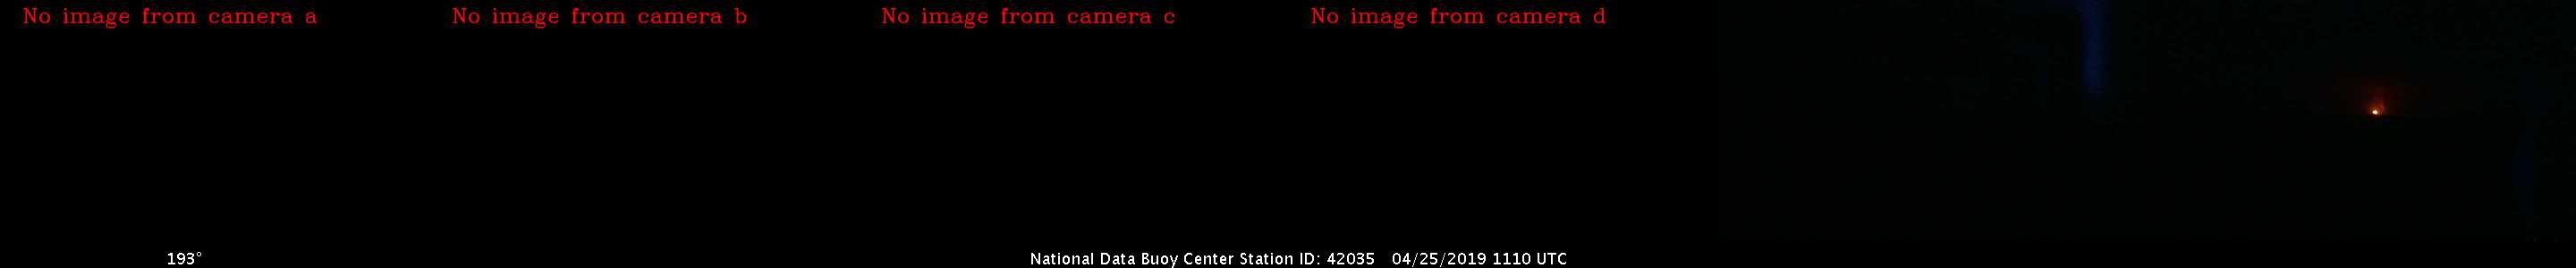 No image from camera a
No image from camera b
No image from camera c
No image from camera d
193°
National Data Buoy Center Station ID: 42035 04/25/2019 1110 UTC